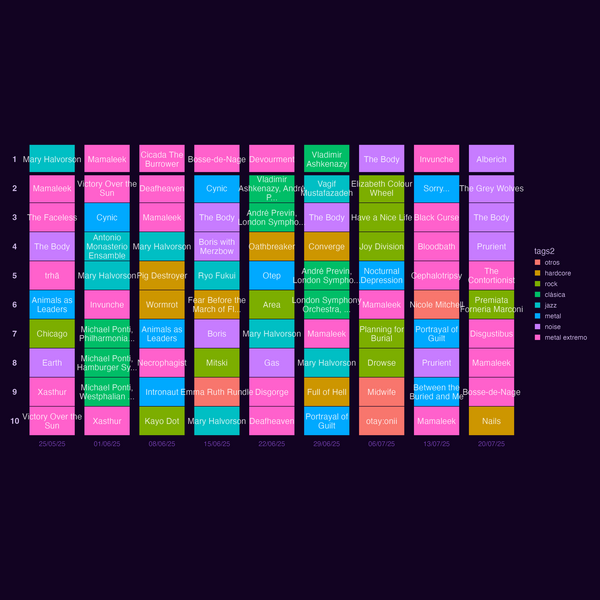 1 Mary Halvorson Mamaleek Cicada The Burrower Bosse-de-Nage Devourment Vladimir Ashkenazy The Body Invunche Alberich
2 Mamaleek Victory Over the Sun Deafheaven Cynic Vladimir Ashkenazy, André P... Vagif Mustafazadeh Elizabeth Colour Wheel Sorry... The Grey Wolves
3 The Faceless Cynic Mamaleek The Body André Previn, London Sympho... The Body Have a Nice Life Black Curse The Body
4 The Body Antonio Monasterio Ensamble Mary Halvorson Boris with Merzbow Oathbreaker Converge Joy Division Bloodbath Prurient
5 Irhā Mary Halvorson Pig Destroyer Ryo Fukui Otep André Previn, London Sympho... Nocturnal Depression Cephalotripsy The Contortionist
6 Animals as Leaders Invunche Wormrot Fear Before the March of Fl... Area London Symphony Orchestra, ... Mamaleek Nicole Mitchell Premiata Forneria Marconi
7 Chicago Michael Ponti, Philharmonia... Animals as Leaders Boris Mary Halvorson Mamaleek Planning for Burial Portrayal of Guilt Disgustibus
8 Earth Michael Ponti, Hamburger Sy... Necrophagist Mitski Gas Mary Halvorson Drowse Prurient Mamaleek
9 Xasthur Michael Ponti, Westphalian ... Intronaut Emma Ruth Rundle Disgorge Full of Hell Midwife Between the Buried and Me Bosse-de-Nage
10 Victory Over the Sun Xasthur Kayo Dot Mary Halvorson Deafheaven Portrayal of Guilt otay:onii Mamaleek Nails
25/05/25 01/06/25 08/06/25 15/06/25 22/06/25 29/06/25 06/07/25 13/07/25 20/07/25
tags2
otros
hardcore
rock
clásica
jazz
metal
noise
metal extremo